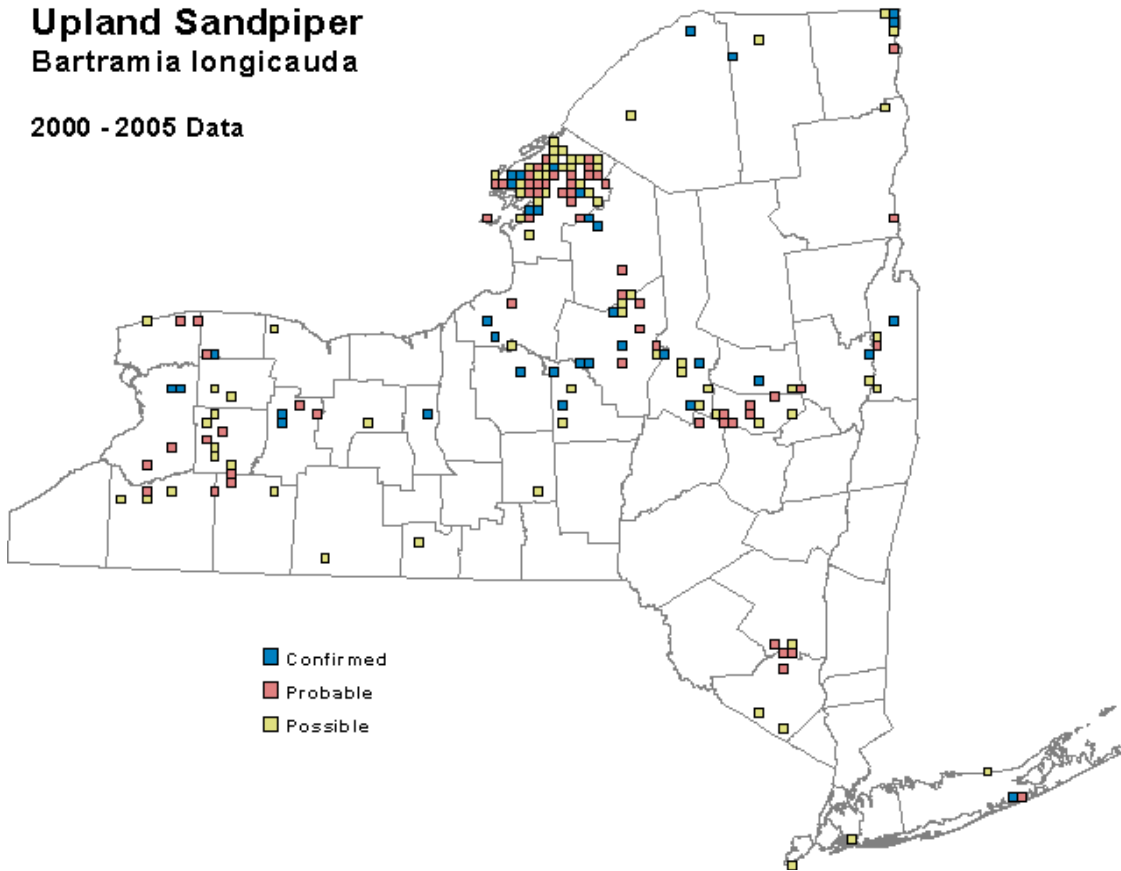 Upland Sandpiper
Bartramia longicauda
2000 - 2005 Data
Confirmed
Probable
Possible